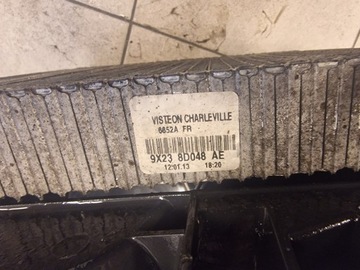 VISTEON CHARLEVILLE
6652A FR
9X23 8D048 AE
12.01.13 18:20